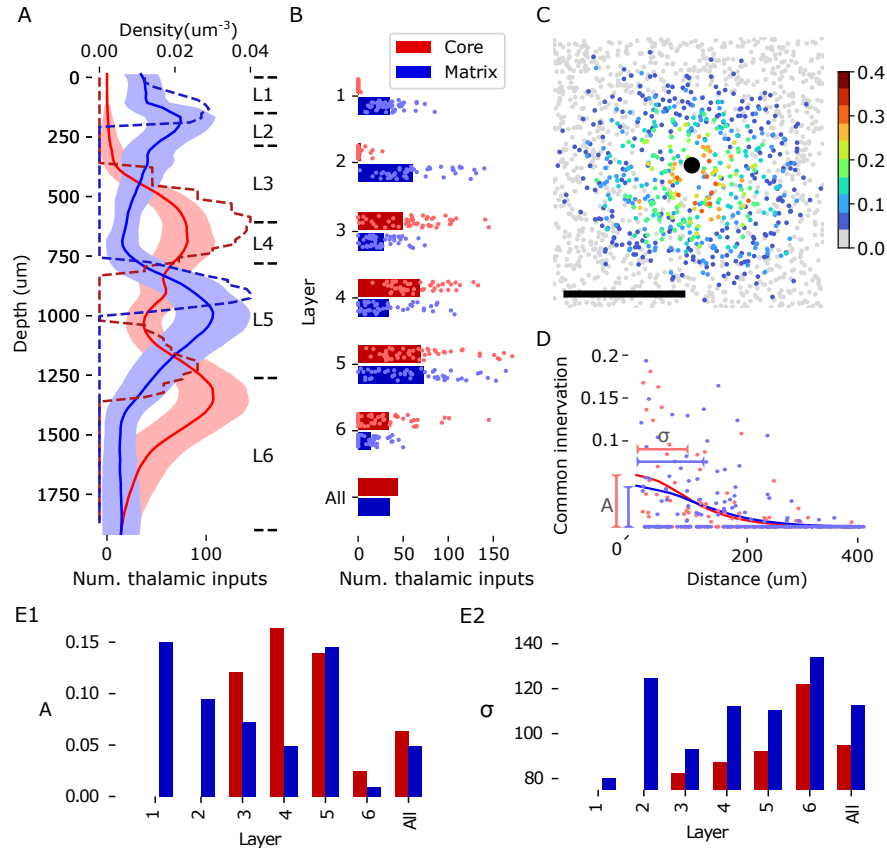 A
Density(um⁻³)
0.00 0.02 0.04
0
250
500
750
1000
1250
1500
1750
Depth (um)
L1
L2
L3
L4
L5
L6
0 100
Num. thalamic inputs
B
Core
Matrix
1
2
3
4
5
6
All
Layer
0 50 100 150
Num. thalamic inputs
C
0.4
0.3
0.2
0.1
0.0
D
0.2
0.15
0.1
0
Common innervation
σ
A
0 200 400
Distance (um)
E1
0.15
0.10
0.05
0.00
A
1 2 3 4 5 6 All
Layer
E2
140
120
100
80
σ
1 2 3 4 5 6 All
Layer